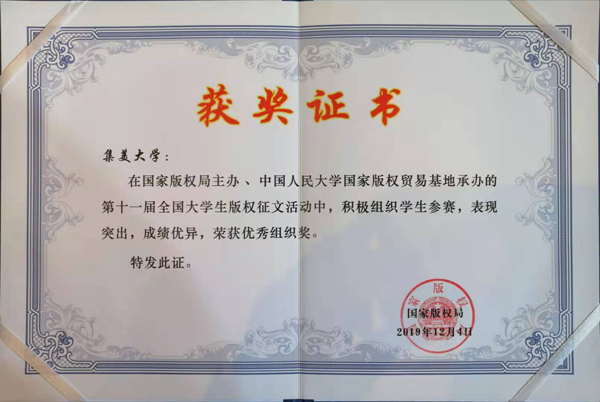 获奖证书
集美大学：
在国家版权局主办、中国人民大学国家版权贸易基地承办的
第十一届全国大学生版权征文活动中，积极组织学生参赛，表现
突出，成绩优异，荣获优秀组织奖。
特发此证。
国家版权局
2019年12月4日